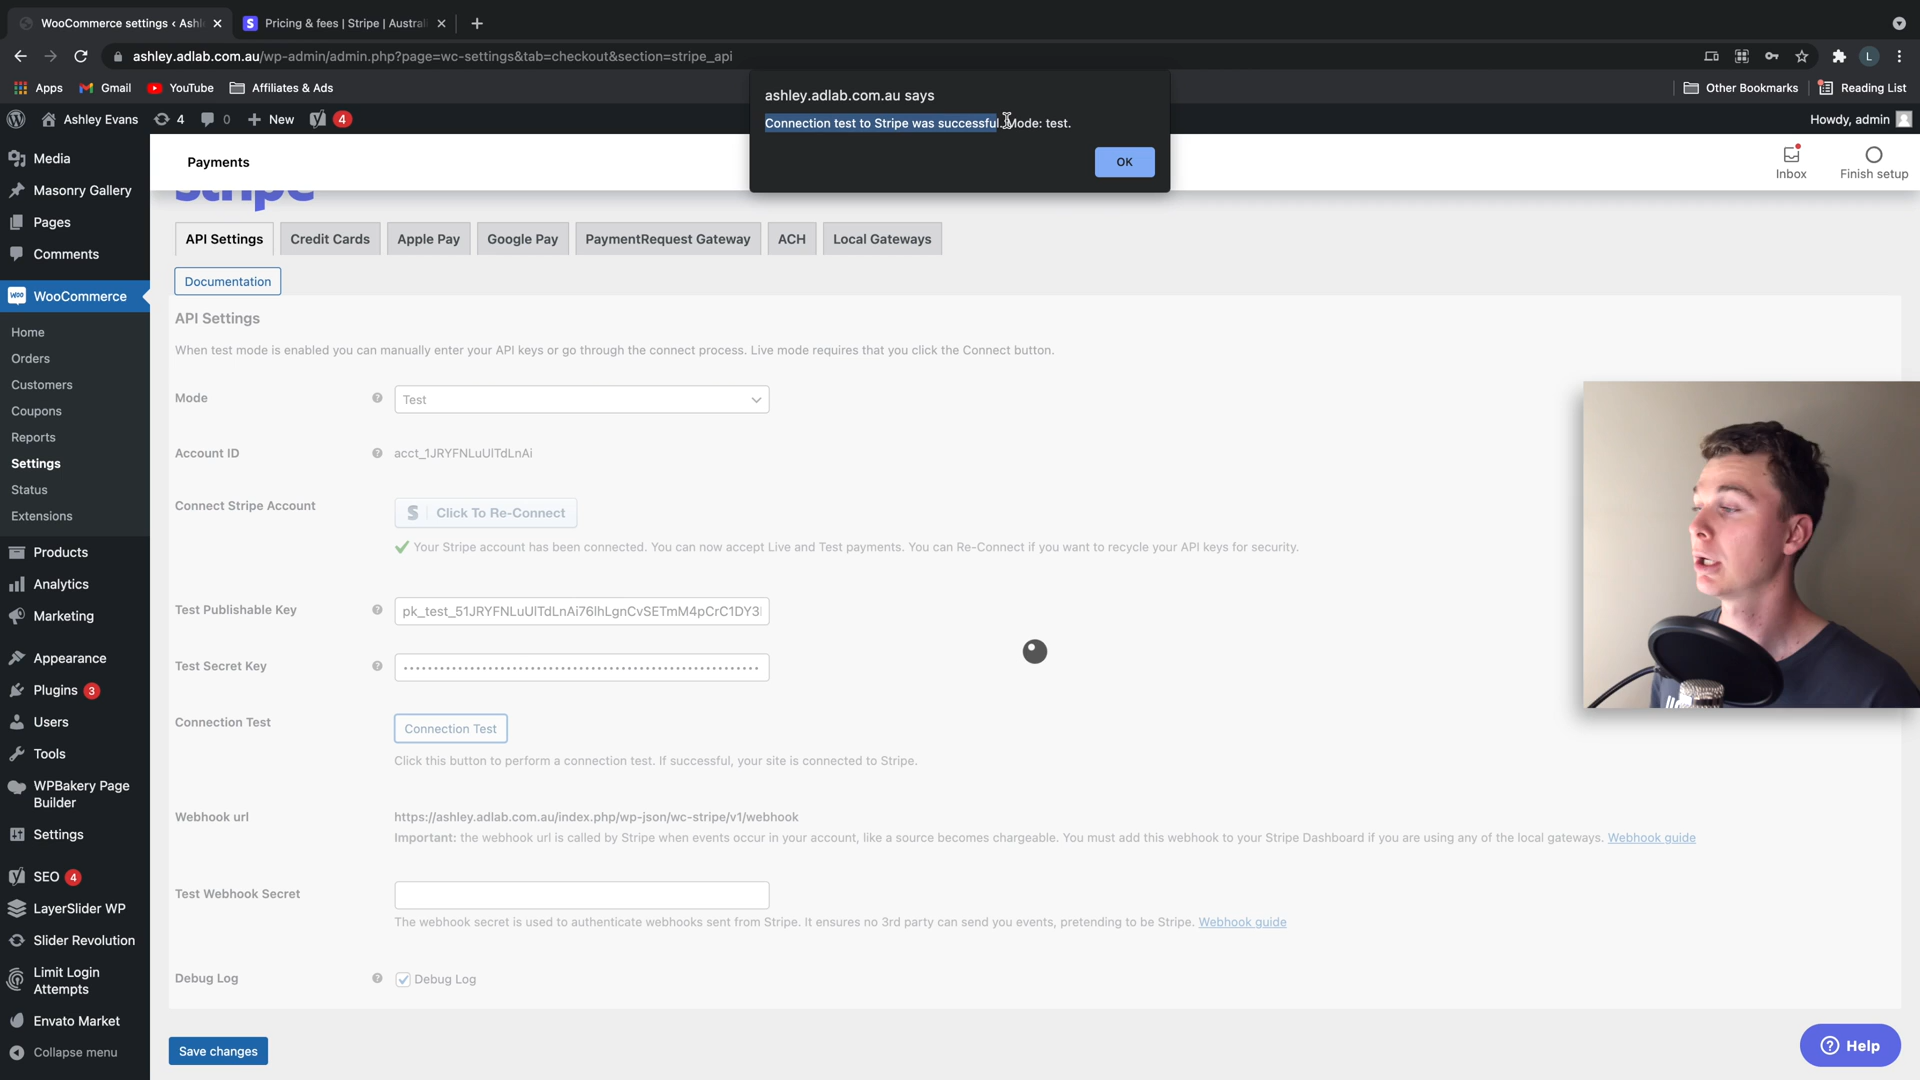 WooCommerce settings ‹ Ashl
Pricing & fees | Stripe | Austral
ashley.adlab.com.au/wp-admin/admin.php?page=wc-settings&tab=checkout&section=stripe_api
Apps
Gmail
YouTube
Affiliates & Ads
Other Bookmarks
Reading List
Ashley Evans
4
0
New
4
Howdy, admin
ashley.adlab.com.au says
Connection test to Stripe was successful. Mode: test.
OK
Payments
Inbox
Finish setup
stripe
API Settings
Credit Cards
Apple Pay
Google Pay
PaymentRequest Gateway
ACH
Local Gateways
Documentation
API Settings
When test mode is enabled you can manually enter your API keys or go through the connect process. Live mode requires that you click the Connect button.
Mode
Test
Account ID
acct_1JRYFNLuUITdLnAi
Connect Stripe Account
S Click To Re-Connect
Your Stripe account has been connected. You can now accept Live and Test payments. You can Re-Connect if you want to recycle your API keys for security.
Test Publishable Key
pk_test_51JRYFNLuUITdLnAi76IhLgnCvSETmM4pCrC1DY3
Test Secret Key
Connection Test
Connection Test
Click this button to perform a connection test. If successful, your site is connected to Stripe.
Webhook url
https://ashley.adlab.com.au/index.php/wp-json/wc-stripe/v1/webhook
Important: the webhook url is called by Stripe when events occur in your account, like a source becomes chargeable. You must add this webhook to your Stripe Dashboard if you are using any of the local gateways. Webhook guide
Test Webhook Secret
The webhook secret is used to authenticate webhooks sent from Stripe. It ensures no 3rd party can send you events, pretending to be Stripe. Webhook guide
Debug Log
Debug Log
Save changes
Help
Media
Masonry Gallery
Pages
Comments
WooCommerce
Home
Orders
Customers
Coupons
Reports
Settings
Status
Extensions
Products
Analytics
Marketing
Appearance
Plugins 3
Users
Tools
WPBakery Page
Builder
Settings
SEO 4
LayerSlider WP
Slider Revolution
Limit Login
Attempts
Envato Market
Collapse menu